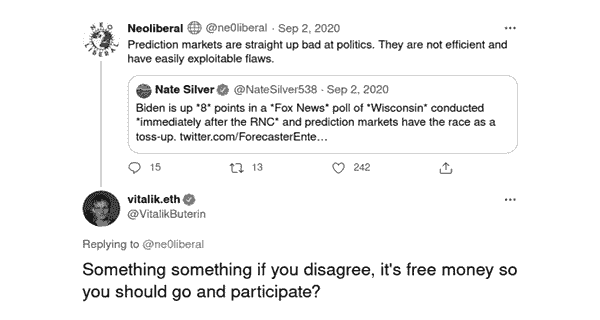 Neoliberal @ne0liberal · Sep 2, 2020
Prediction markets are straight up bad at politics. They are not efficient and
have easily exploitable flaws.
Nate Silver @NateSilver538 · Sep 2, 2020
Biden is up *8* points in a *Fox News* poll of *Wisconsin* conducted
*immediately after the RNC* and prediction markets have the race as a
toss-up. twitter.com/ForecasterEnte…
15 13 242
vitalik.eth
@VitalikButerin
Replying to @ne0liberal
Something something if you disagree, it's free money so
you should go and participate?